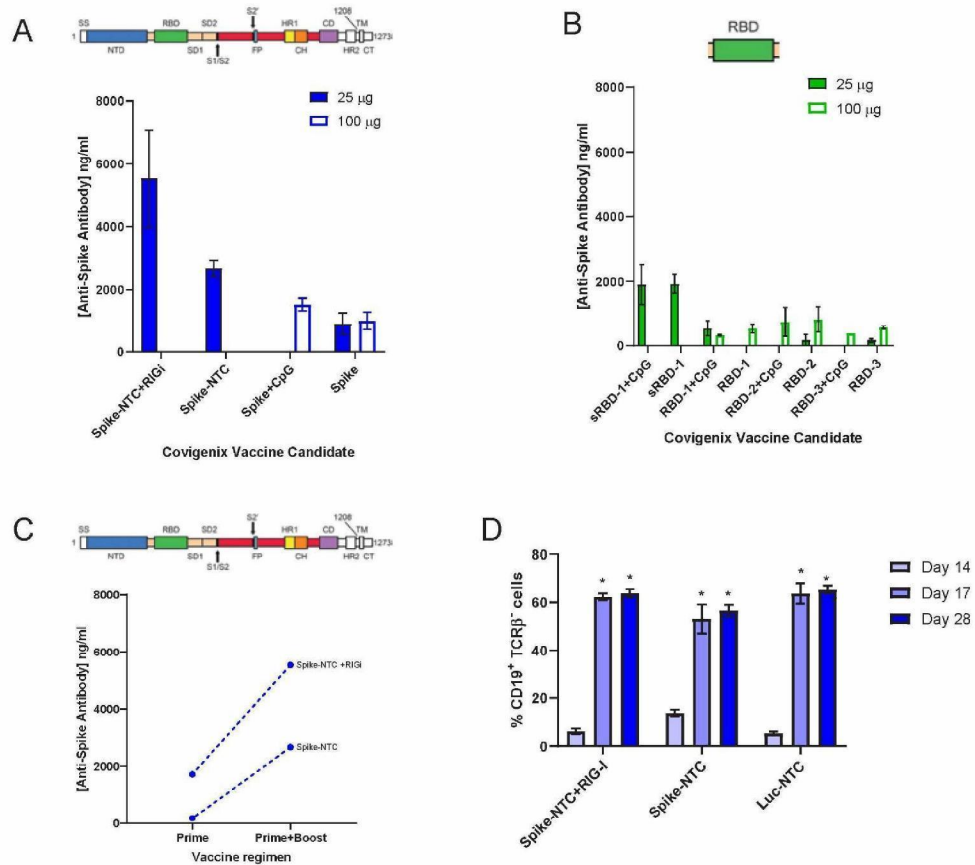 A
SS RBD SD2 S2' HR1 CD 1208 TM
1 1273
NTD SD1 S1/S2 FP CH HR2 CT
25 µg
100 µg
8000
6000
4000
2000
0
[Anti-Spike Antibody] ng/ml
Spike-NTC+RIGi
Spike-NTC
Spike+CpG
Spike
Covigenix Vaccine Candidate
B
RBD
25 µg
100 µg
8000
6000
4000
2000
0
[Anti-Spike Antibody] ng/ml
sRBD-1+CpG
sRBD-1
RBD-1+CpG
RBD-1
RBD-2+CpG
RBD-2
RBD-3+CpG
RBD-3
Covigenix Vaccine Candidate
C
SS RBD SD2 S2' HR1 CD 1208 TM
1 1273
NTD SD1 S1/S2 FP CH HR2 CT
8000
6000
4000
2000
0
[Anti-Spike Antibody] ng/ml
Spike-NTC +RIGi
Spike-NTC
Prime
Prime+Boost
Vaccine regimen
D
80
60
40
20
0
% CD19⁺ TCRβ⁻ cells
* * * * * *
Day 14
Day 17
Day 28
Spike-NTC+RIG-I
Spike-NTC
Luc-NTC